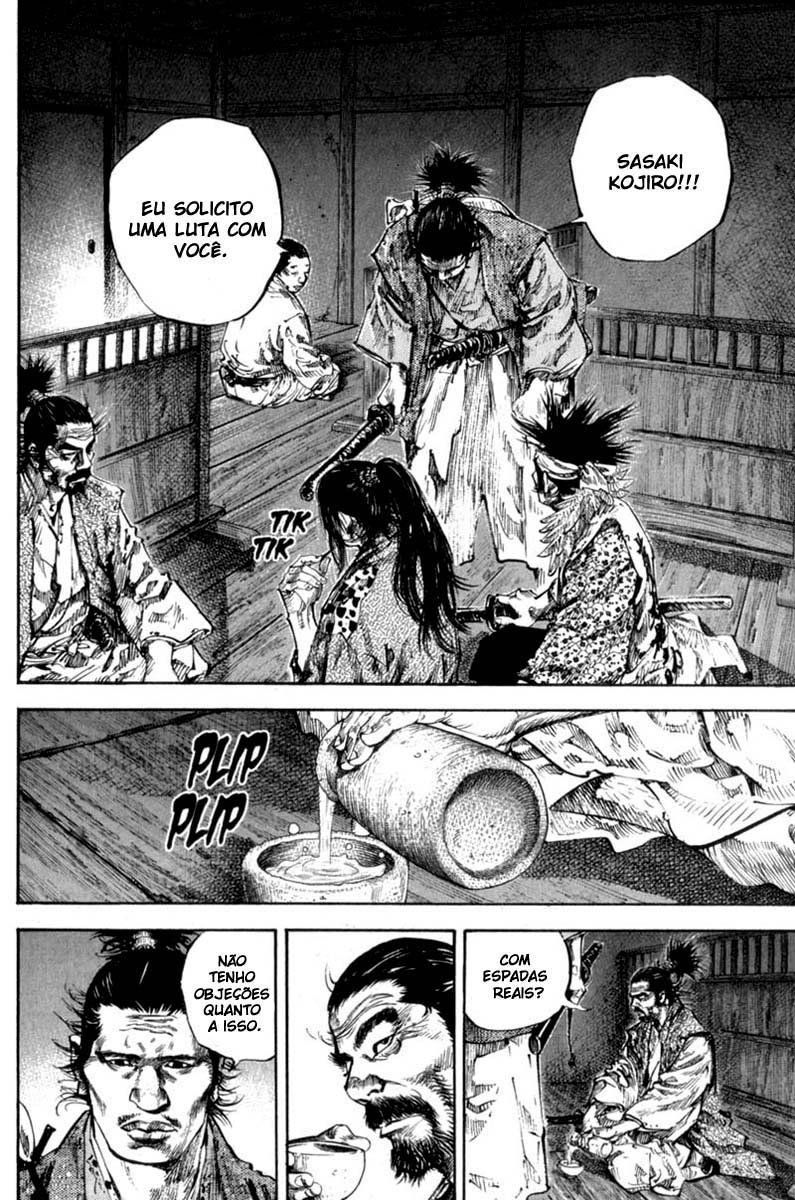 SASAKI
KOJIRO!!!
EU SOLICITO
UMA LUTA COM
VOCÊ.
TIK
TIK
PLIP
PLIP
COM
ESPADAS
REAIS?
NÃO
TENHO
OBJEÇÕES
QUANTO
A ISSO.